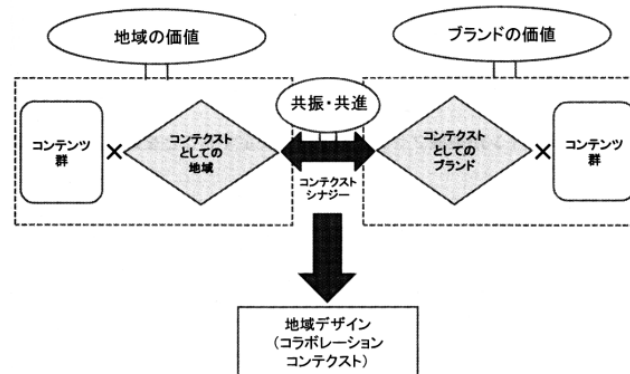 地域の価値
ブランドの価値
共振・共進
コンテンツ
群
×
コンテクスト
としての
地域
コンテクスト
シナジー
コンテクスト
としての
ブランド
×
コンテンツ
群
地域デザイン
(コラボレーション
コンテクスト)